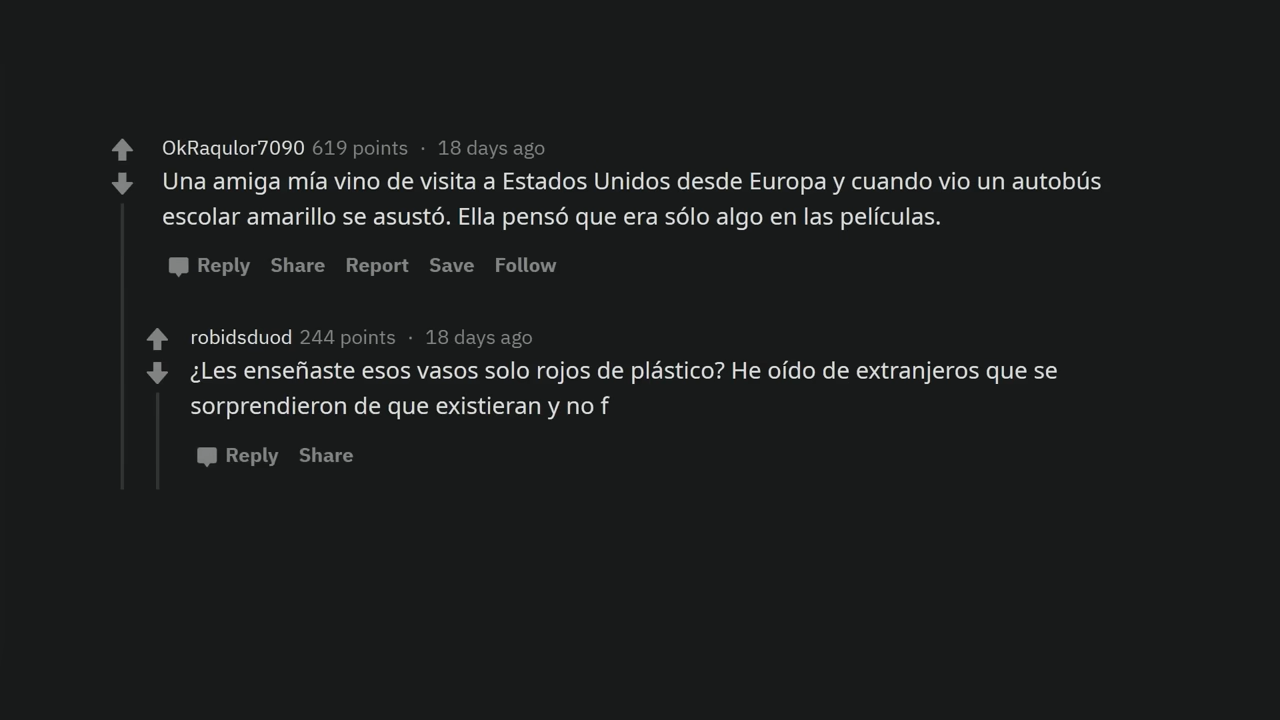 OkRaqulor7090 619 points · 18 days ago
Una amiga mía vino de visita a Estados Unidos desde Europa y cuando vio un autobús
escolar amarillo se asustó. Ella pensó que era sólo algo en las películas.
Reply Share Report Save Follow
robidsduod 244 points · 18 days ago
¿Les enseñaste esos vasos solo rojos de plástico? He oído de extranjeros que se
sorprendieron de que existieran y no f
Reply Share